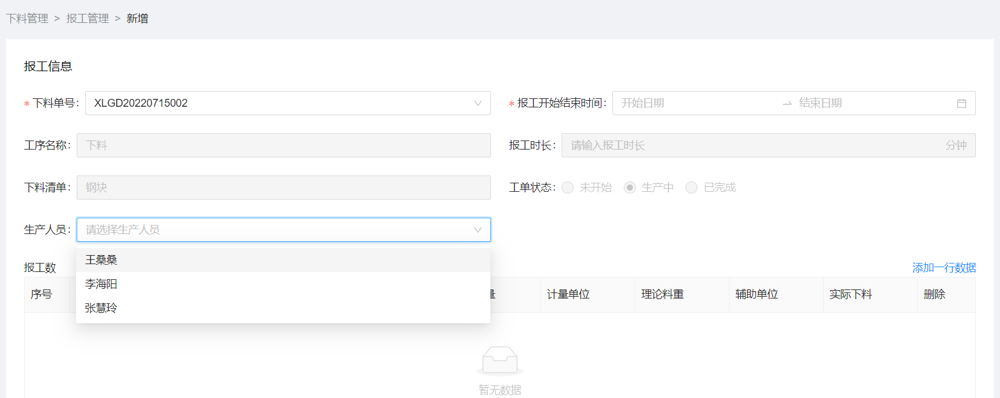 下料管理 > 报工管理 > 新增
报工信息
* 下料单号: XLGD20220715002
* 报工开始结束时间: 开始日期 → 结束日期
工序名称: 下料
报工时长: 请输入报工时长 分钟
下料清单: 钢块
工单状态: 未开始 生产中 已完成
生产人员: 请选择生产人员
王桑桑
李海阳
张慧玲
报工数
添加一行数据
序号 量 计量单位 理论料重 辅助单位 实际下料 删除
暂无数据